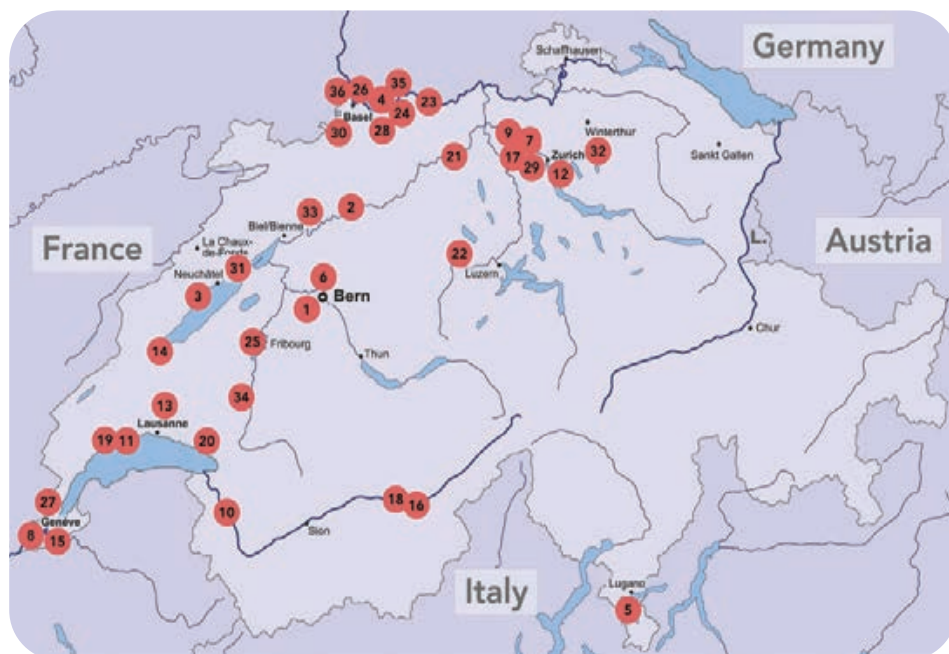 Germany
Schaffhausen
35
36
26
4
23
Basel
24
30
28
9
7
Winterthur
21
17
Zurich
32
Sankt Gallen
29
12
33
2
Biel/Bienne
France
La Chaux-
de-Fonds
L.
Austria
31
22
Neuchâtel
Luzern
6
3
Bern
1
Chur
25
Fribourg
14
Thun
34
13
Lausanne
19
11
20
27
18
16
10
Genève
Sion
8
15
Italy
Lugano
5